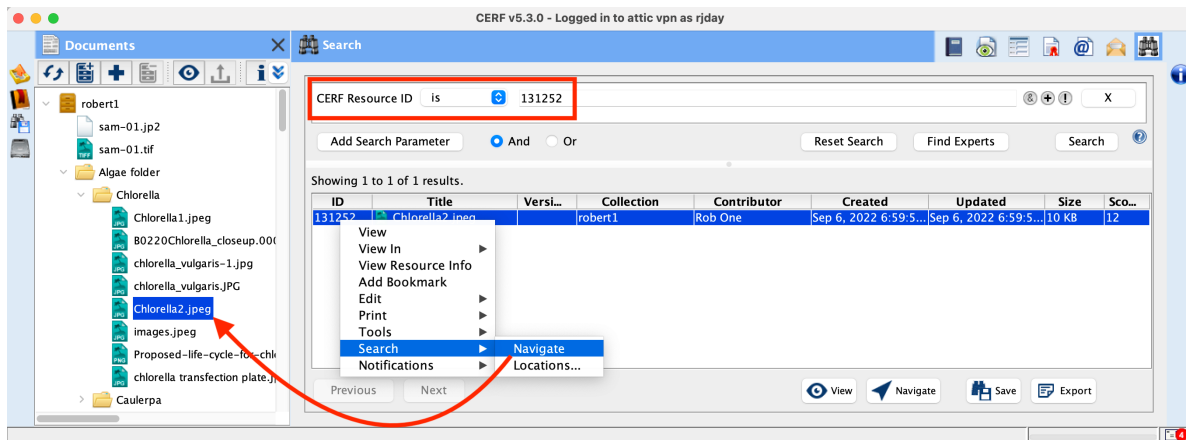 CERF v5.3.0 - Logged in to attic vpn as rjday
Documents
Search
robert1
sam-01.jp2
sam-01.tif
Algae folder
Chlorella
Chlorella1.jpeg
B0220Chlorella_closeup.000
chlorella_vulgaris-1.jpg
chlorella_vulgaris.JPG
Chlorella2.jpeg
images.jpeg
Proposed-life-cycle-for-chl
chlorella transfection plate.j
Caulerpa
CERF Resource ID is 131252 X
Add Search Parameter And Or Reset Search Find Experts Search
Showing 1 to 1 of 1 results.
ID Title Versi... Collection Contributor Created Updated Size Sco...
131252 Chlorella2.jpeg robert1 Rob One Sep 6, 2022 6:59:5... Sep 6, 2022 6:59:5... 10 KB 12
View
View In
View Resource Info
Add Bookmark
Edit
Print
Tools
Search Navigate
Notifications Locations...
Previous Next View Navigate Save Export
4